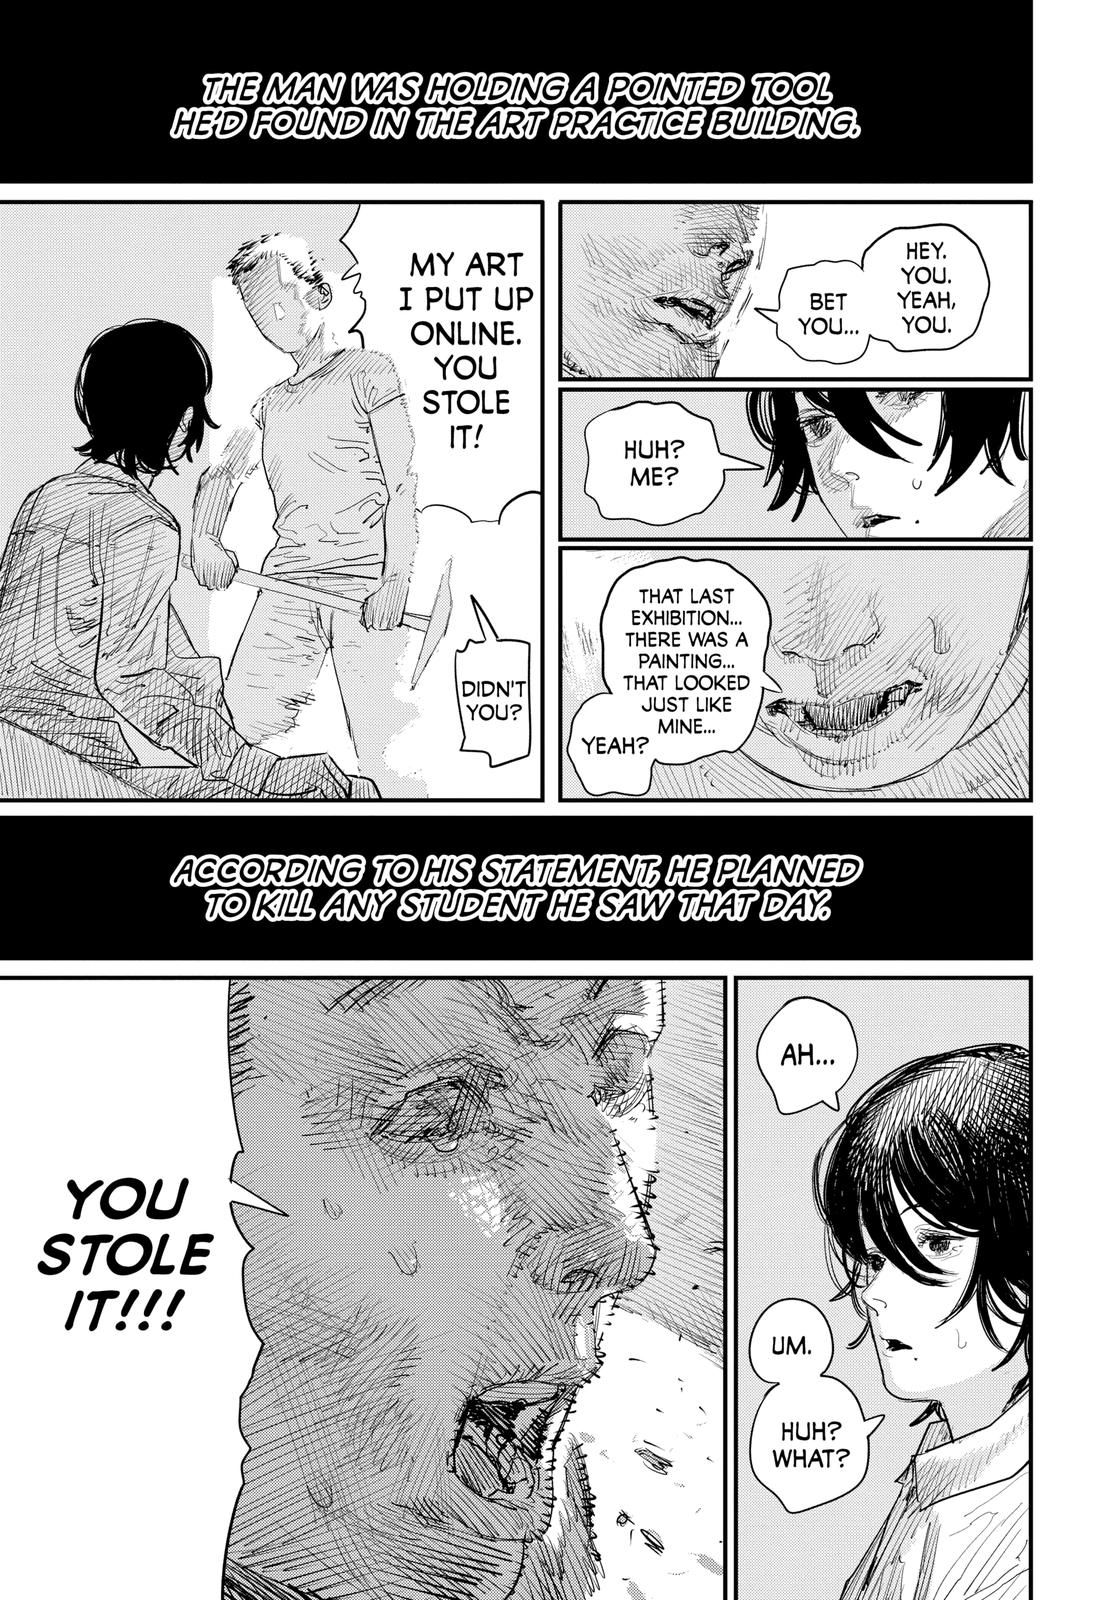 THE MAN WAS HOLDING A POINTED TOOL
HE'D FOUND IN THE ART PRACTICE BUILDING.
HEY.
YOU.
YEAH,
YOU.
BET
YOU...
HUH?
ME?
THAT LAST
EXHIBITION...
THERE WAS A
PAINTING...
THAT LOOKED
JUST LIKE
MINE...
YEAH?
MY ART
I PUT UP
ONLINE.
YOU
STOLE
IT!
DIDN'T
YOU?
ACCORDING TO HIS STATEMENT, HE PLANNED
TO KILL ANY STUDENT HE SAW THAT DAY.
AH...
UM.
HUH?
WHAT?
YOU
STOLE
IT!!!